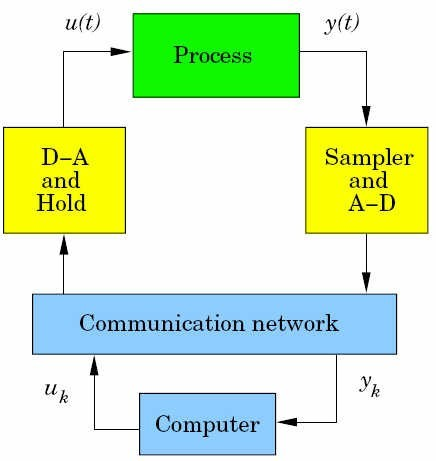 u(t)
Process
y(t)
D–A
and
Hold
Sampler
and
A–D
Communication network
u_k
y_k
Computer